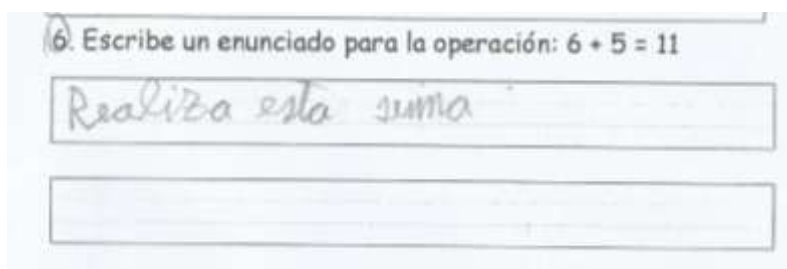 6. Escribe un enunciado para la operación: 6 + 5 = 11
Realiza esta suma